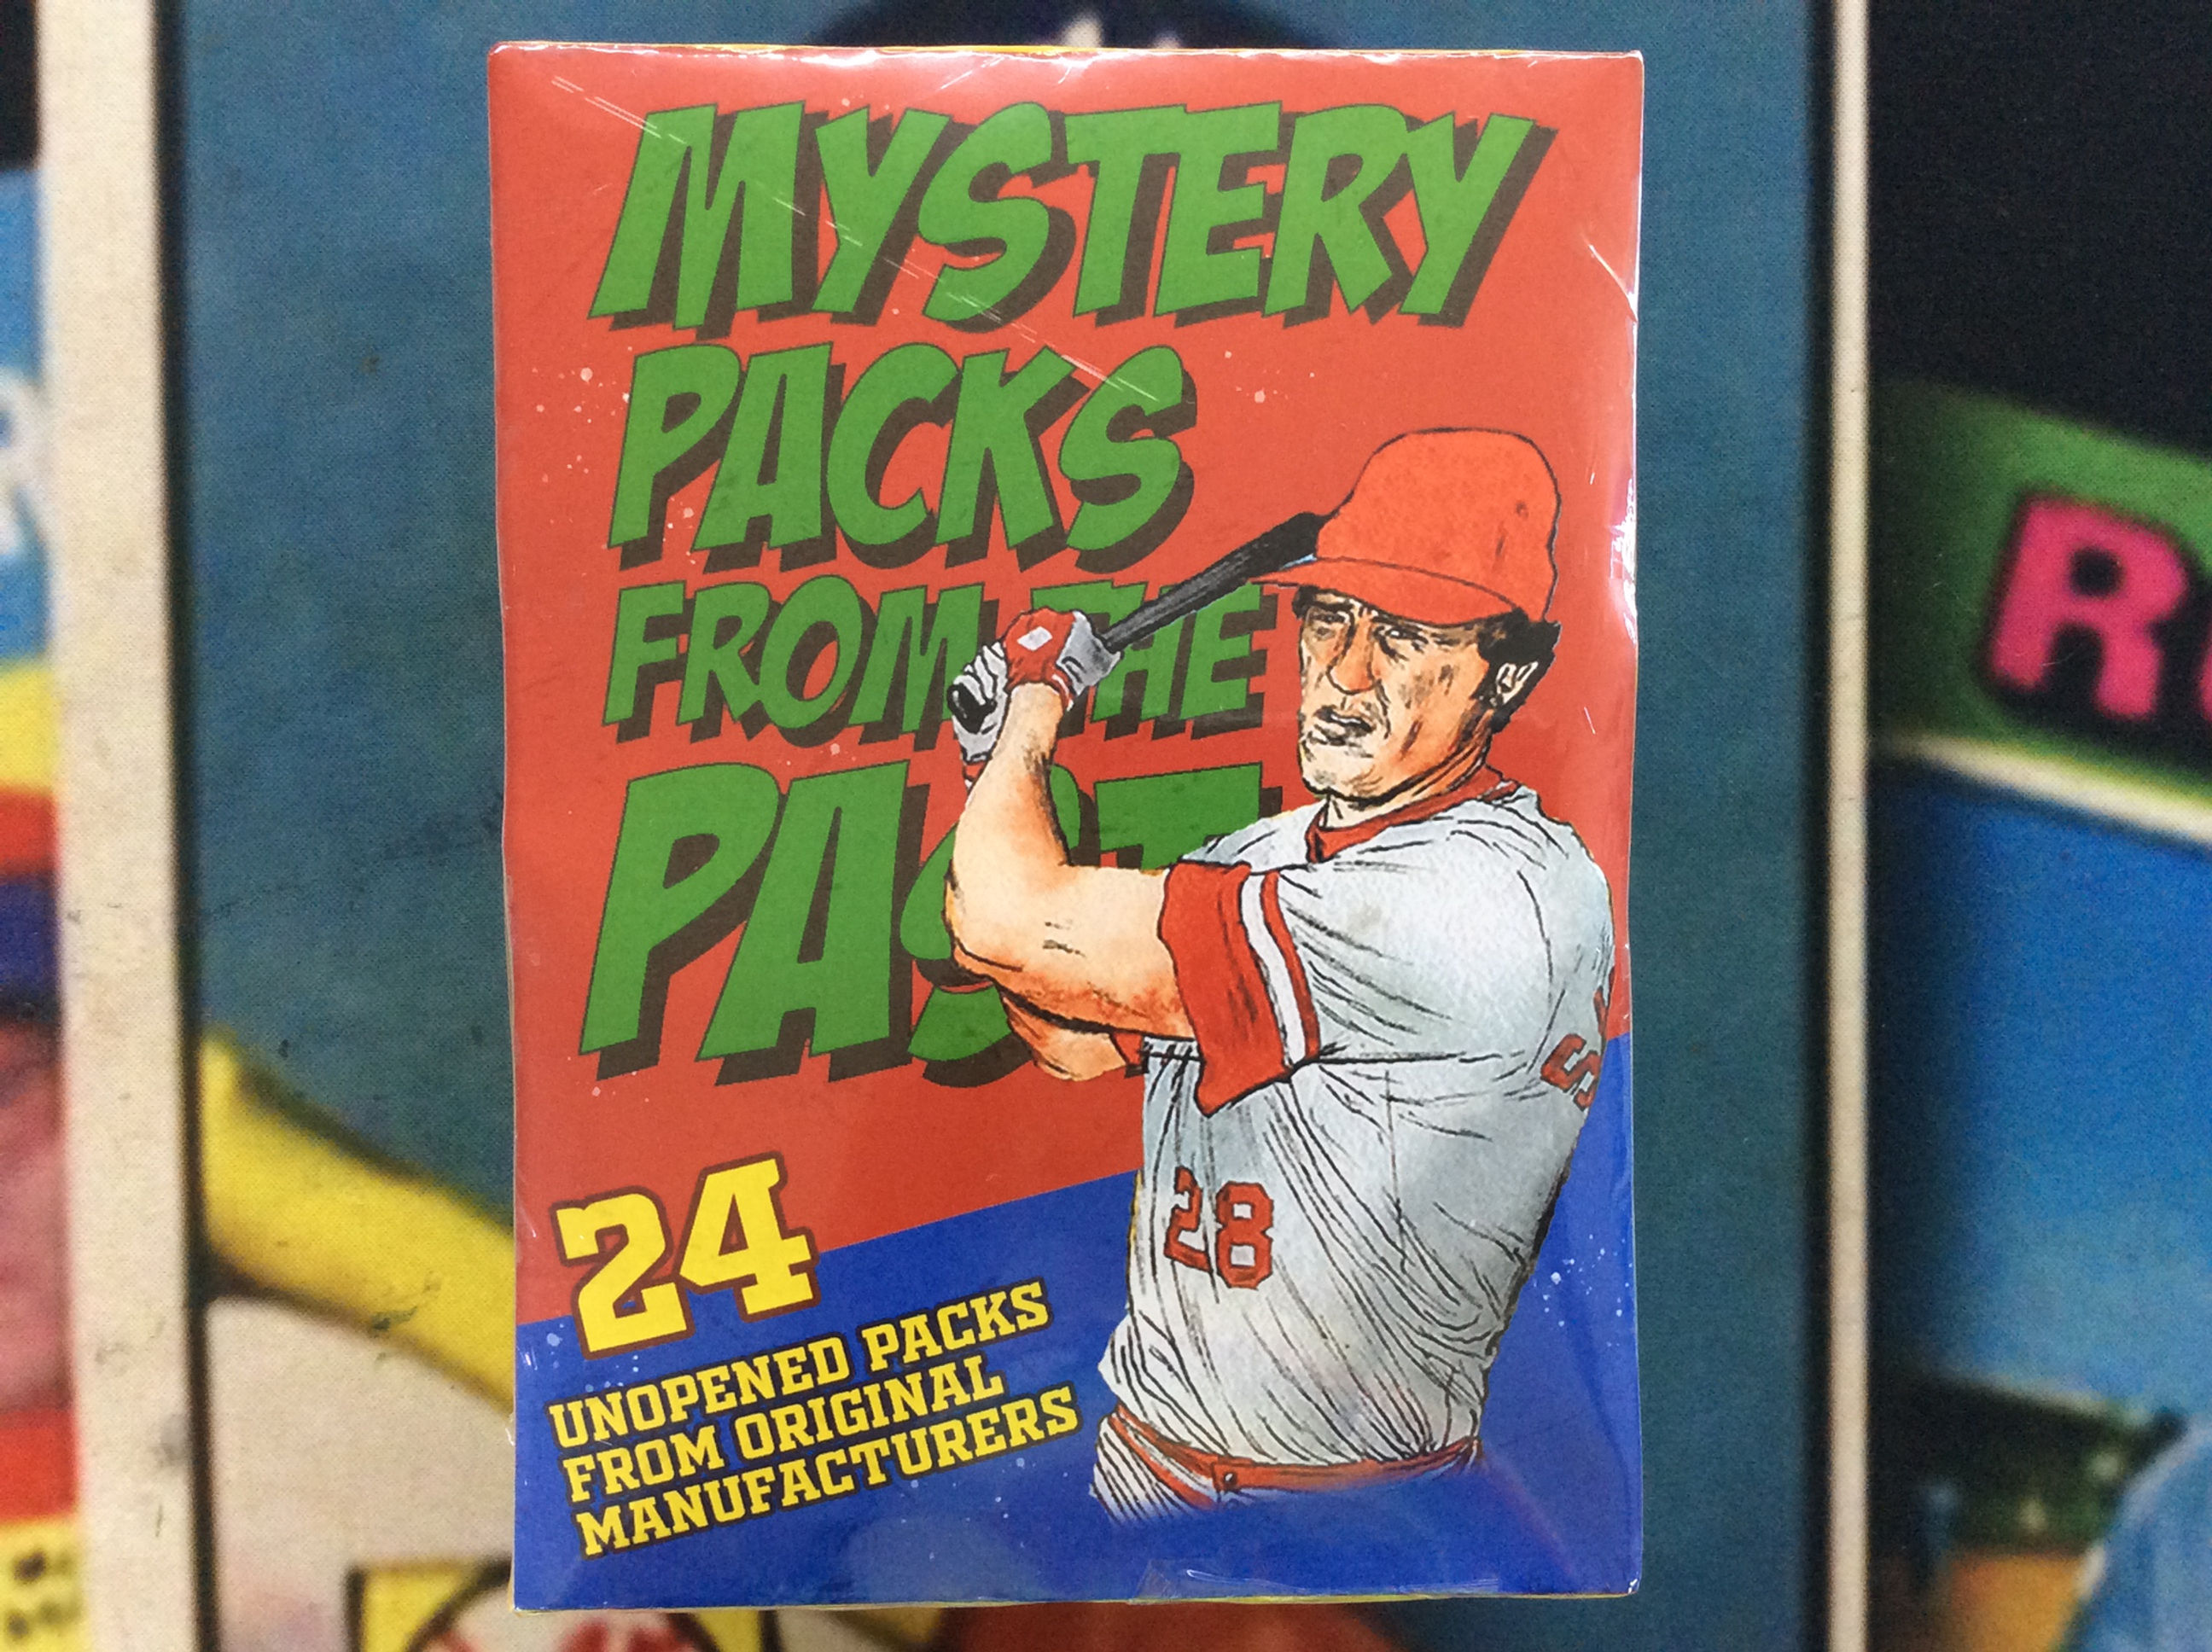 MYSTERY
PACKS
FROM THE
PAST
24
UNOPENED PACKS
FROM ORIGINAL
MANUFACTURERS
28